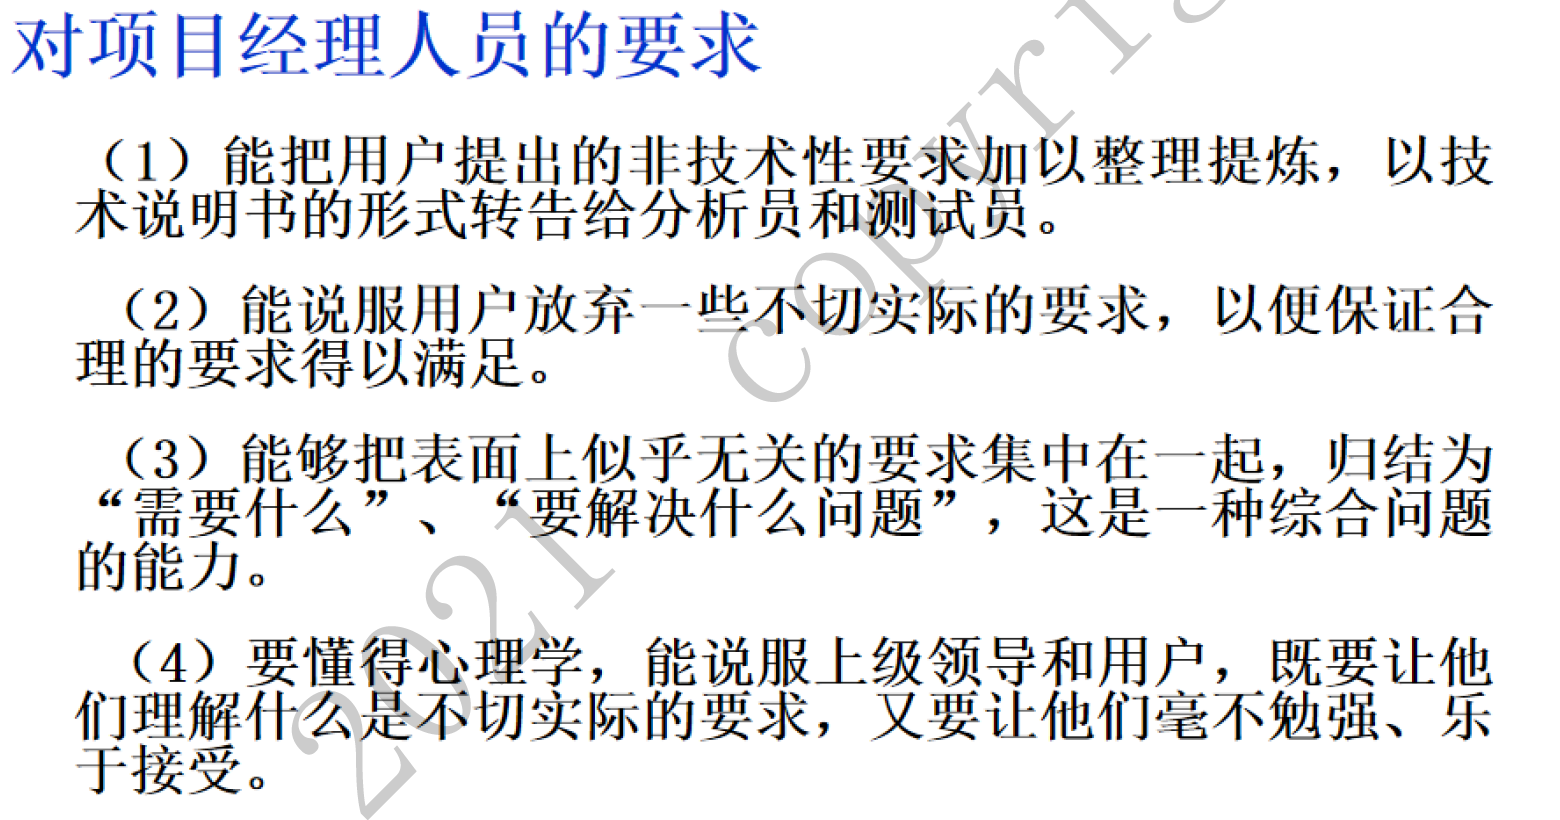 对项目经理人员的要求
（1）能把用户提出的非技术性要求加以整理提炼，以技
术说明书的形式转告给分析员和测试员。
（2）能说服用户放弃一些不切实际的要求，以便保证合
理的要求得以满足。
（3）能够把表面上似乎无关的要求集中在一起，归结为
“需要什么”、“要解决什么问题”，这是一种综合问题
的能力。
（4）要懂得心理学，能说服上级领导和用户，既要让他
们理解什么是不切实际的要求，又要让他们毫不勉强、乐
于接受。
2021 copyri